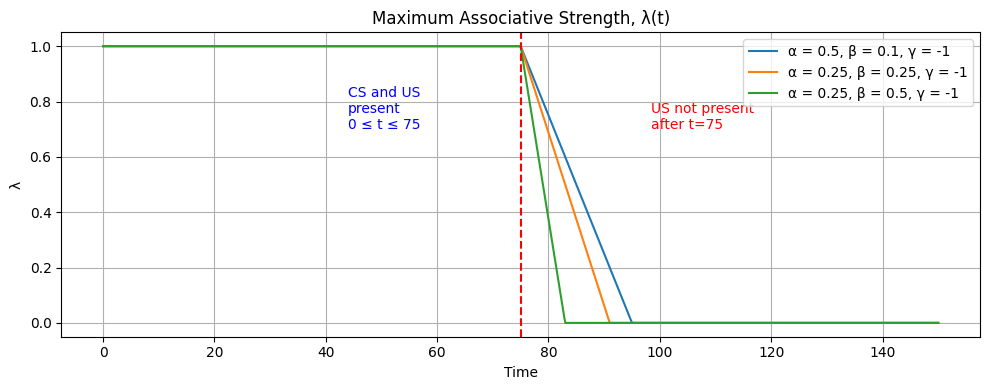 Maximum Associative Strength, λ(t)
α = 0.5, β = 0.1, γ = -1
α = 0.25, β = 0.25, γ = -1
α = 0.25, β = 0.5, γ = -1
CS and US
present
0 ≤ t ≤ 75
US not present
after t=75
λ
1.0
0.8
0.6
0.4
0.2
0.0
0 20 40 60 80 100 120 140
Time